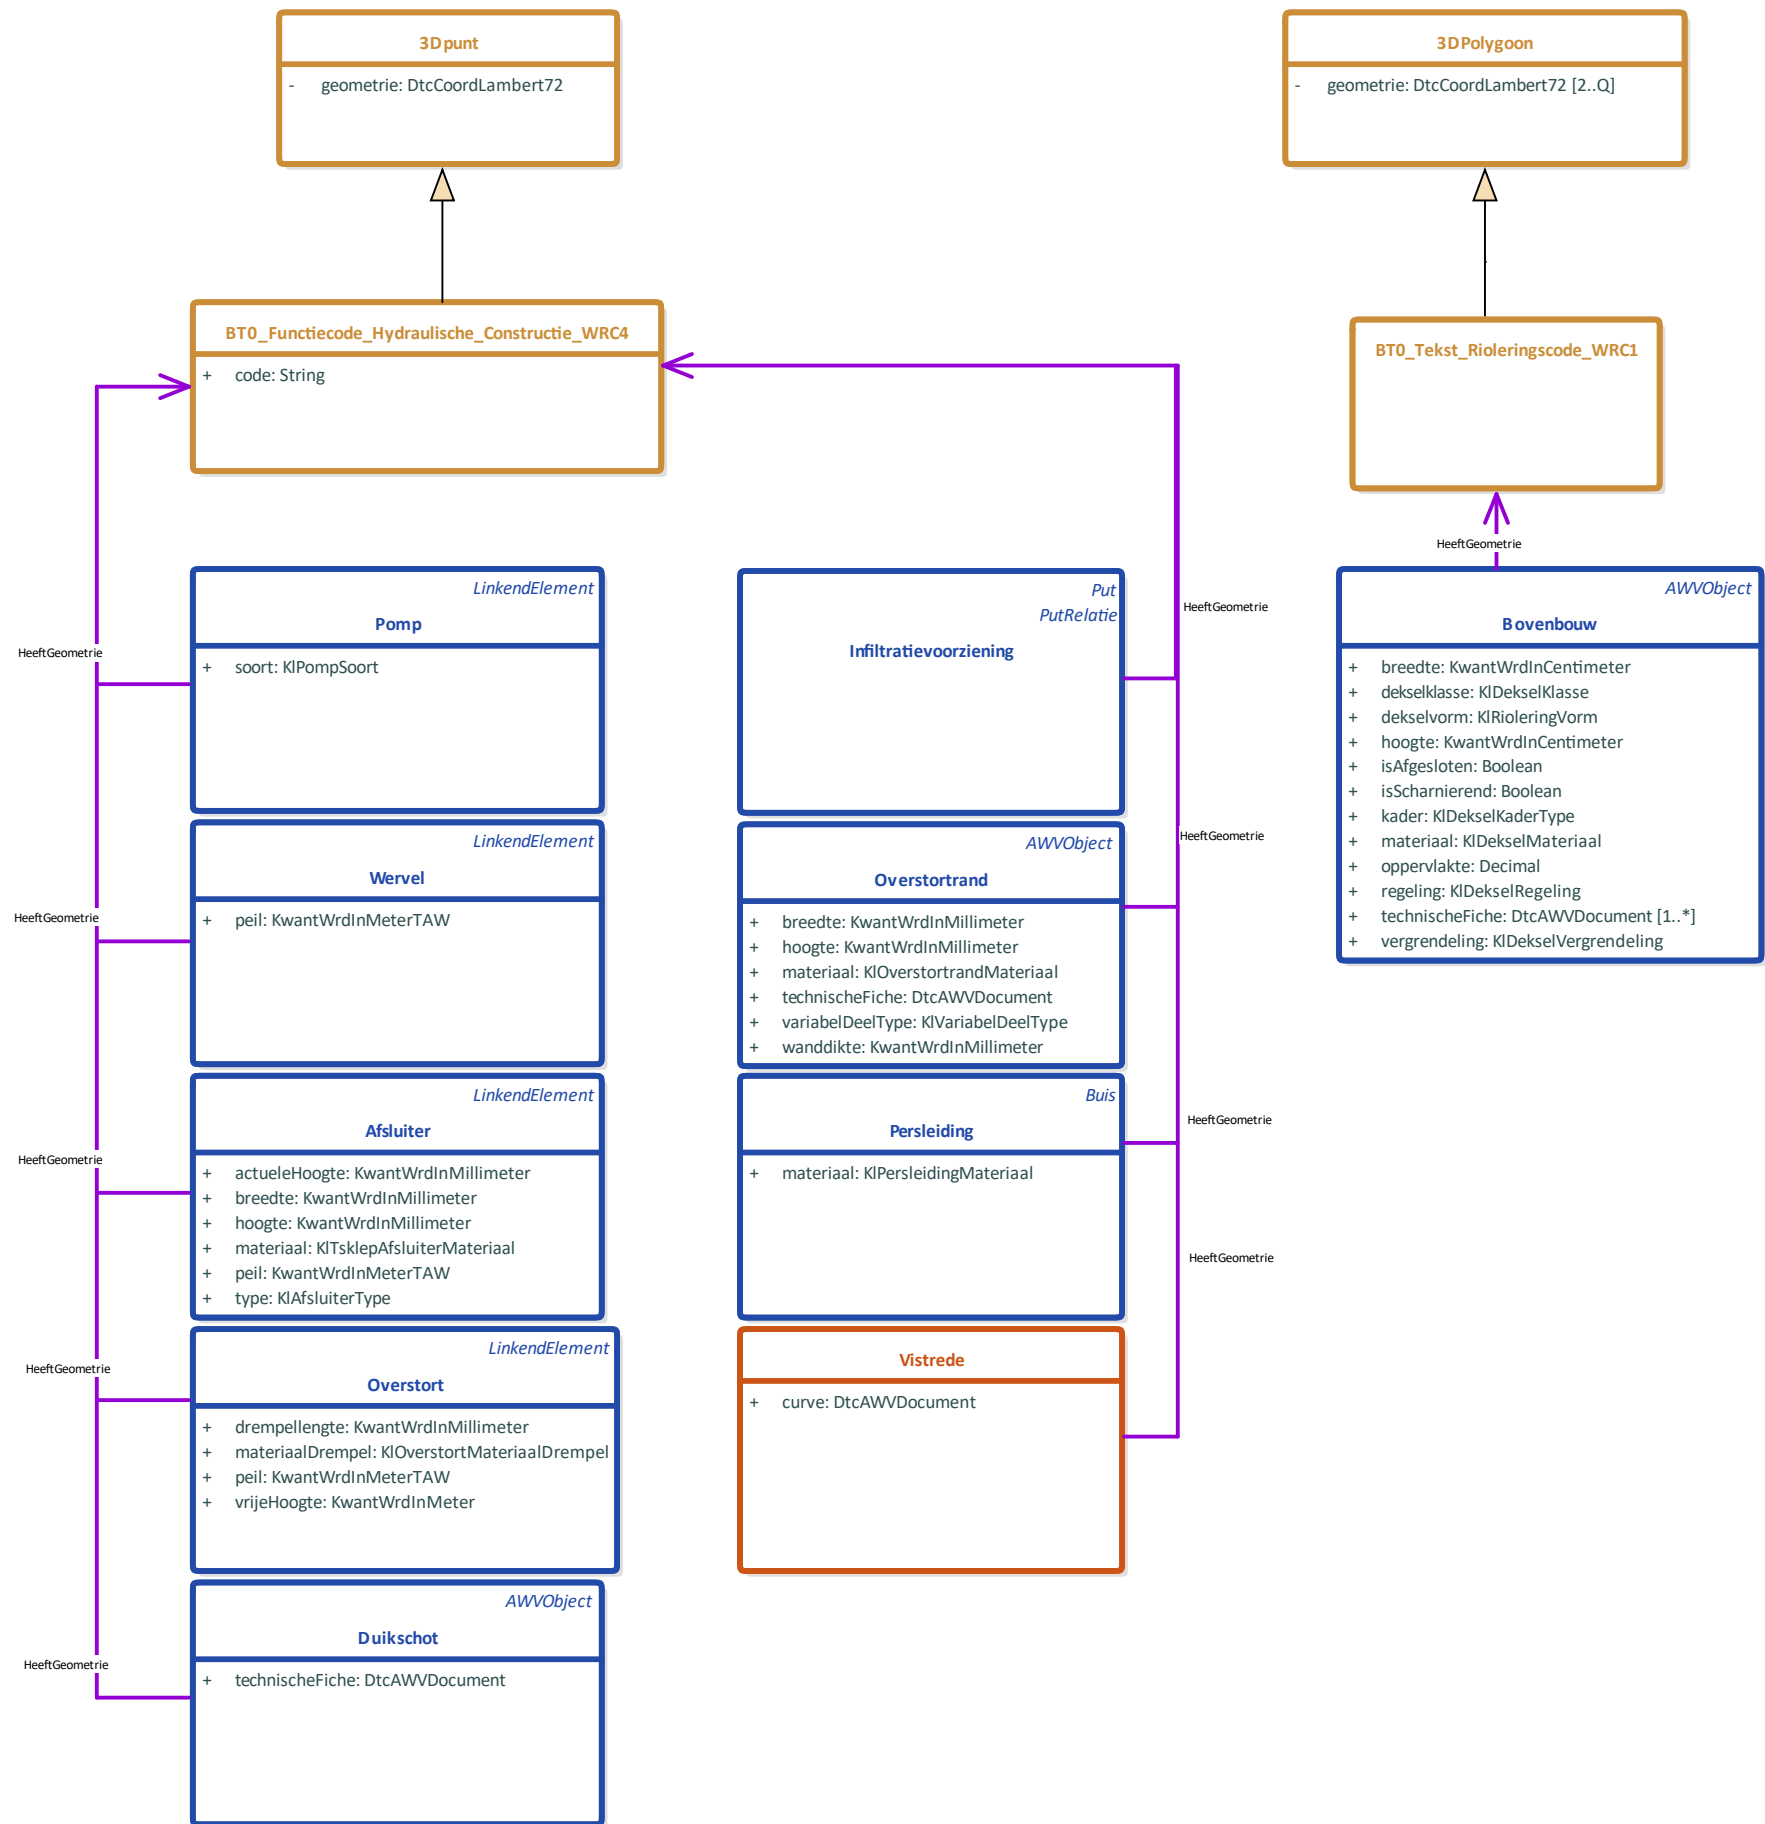 3Dpunt
- geometrie: DtcCoordLambert72
3DPolygoon
- geometrie: DtcCoordLambert72 [2..Q]
BT0_Functiecode_Hydraulische_Constructie_WRC4
+ code: String
BT0_Tekst_Rioleringscode_WRC1
HeeftGeometrie
LinkendElement
Pomp
+ soort: KlPompSoort
HeeftGeometrie
Put
PutRelatie
Infiltratievoorziening
HeeftGeometrie
AWVObject
Bovenbouw
+ breedte: KwantWrdInCentimeter
+ dekselklasse: KlDekselKlasse
+ dekselvorm: KlRioleringVorm
+ hoogte: KwantWrdInCentimeter
+ isAfgesloten: Boolean
+ isScharnierend: Boolean
+ kader: KlDekselKaderType
+ materiaal: KlDekselMateriaal
+ oppervlakte: Decimal
+ regeling: KlDekselRegeling
+ technischeFiche: DtcAWVDocument [1..*]
+ vergrendeling: KlDekselVergrendeling
LinkendElement
Wervel
+ peil: KwantWrdInMeterTAW
HeeftGeometrie
AWVObject
Overstortrand
+ breedte: KwantWrdInMillimeter
+ hoogte: KwantWrdInMillimeter
+ materiaal: KlOverstortrandMateriaal
+ technischeFiche: DtcAWVDocument
+ variabelDeelType: KlVariabelDeelType
+ wanddikte: KwantWrdInMillimeter
HeeftGeometrie
LinkendElement
Afsluiter
+ actueleHoogte: KwantWrdInMillimeter
+ breedte: KwantWrdInMillimeter
+ hoogte: KwantWrdInMillimeter
+ materiaal: KlTsklepAfsluiterMateriaal
+ peil: KwantWrdInMeterTAW
+ type: KlAfsluiterType
HeeftGeometrie
Buis
Persleiding
+ materiaal: KlPersleidingMateriaal
HeeftGeometrie
HeeftGeometrie
LinkendElement
Overstort
+ drempellengte: KwantWrdInMillimeter
+ materiaalDrempel: KlOverstortMateriaalDrempel
+ peil: KwantWrdInMeterTAW
+ vrijeHoogte: KwantWrdInMeter
HeeftGeometrie
Vistrede
+ curve: DtcAWVDocument
AWVObject
Duikschot
+ technischeFiche: DtcAWVDocument
HeeftGeometrie